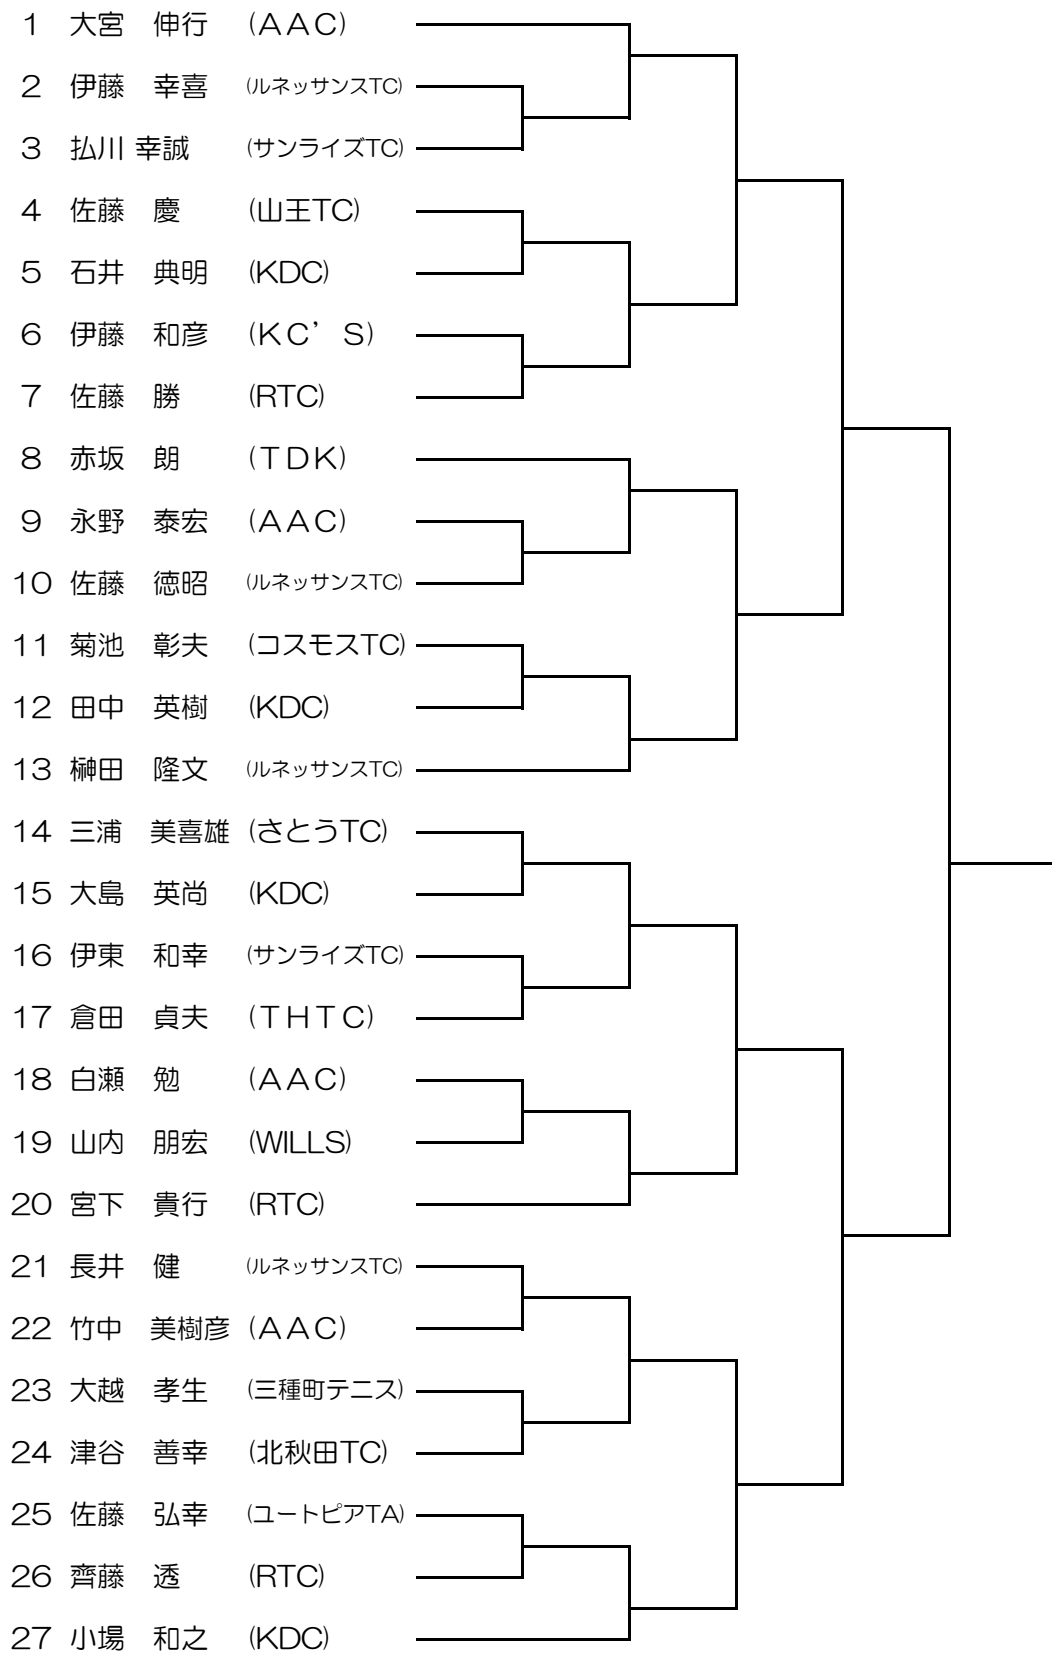 1 大宮　伸行 (ＡＡＣ)
2 伊藤　幸喜 (ルネッサンスTC)
3 払川 幸誠 (サンライズTC)
4 佐藤　慶 (山王TC)
5 石井　典明 (KDC)
6 伊藤　和彦 (ＫＣ’Ｓ)
7 佐藤　勝 (RTC)
8 赤坂　朗 (ＴＤＫ)
9 永野　泰宏 (ＡＡＣ)
10 佐藤　徳昭 (ルネッサンスTC)
11 菊池　彰夫 (コスモスTC)
12 田中　英樹 (KDC)
13 榊田　隆文 (ルネッサンスTC)
14 三浦　美喜雄 (さとうTC)
15 大島　英尚 (KDC)
16 伊東　和幸 (サンライズTC)
17 倉田　貞夫 (ＴＨＴＣ)
18 白瀬　勉 (ＡＡＣ)
19 山内　朋宏 (WILLS)
20 宮下　貴行 (RTC)
21 長井　健 (ルネッサンスTC)
22 竹中　美樹彦 (ＡＡＣ)
23 大越　孝生 (三種町テニス)
24 津谷　善幸 (北秋田TC)
25 佐藤　弘幸 (ユートピアTA)
26 齊藤　透 (RTC)
27 小場　和之 (KDC)